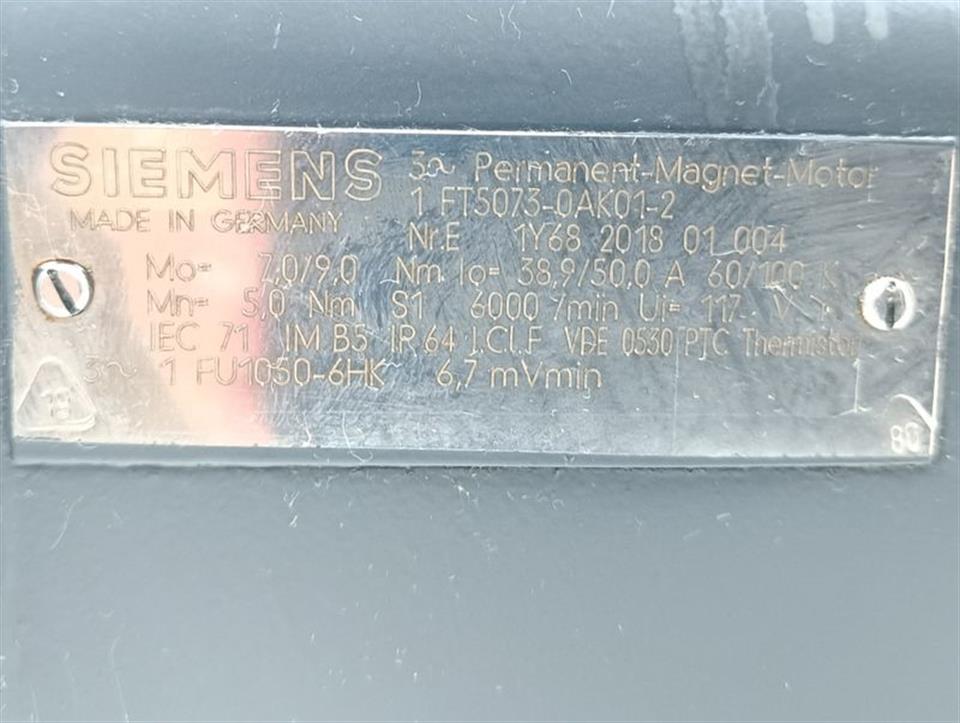 SIEMENS 3~ Permanent-Magnet-Motor
MADE IN GERMANY 1 FT5073-0AK01-2
Nr.E 1Y68 2018 01 004
Mo= 7,0/9,0 Nm Io= 38,9/50,0 A 60/100 K
Mn= 5,0 Nm S1 6000 /min Ui= 117 V
IEC 71 IM B5 IP 64 I.Cl.F VDE 0530 PTC Thermistor
3~ 1 FU1050-6HK 6,7 mVmin
80